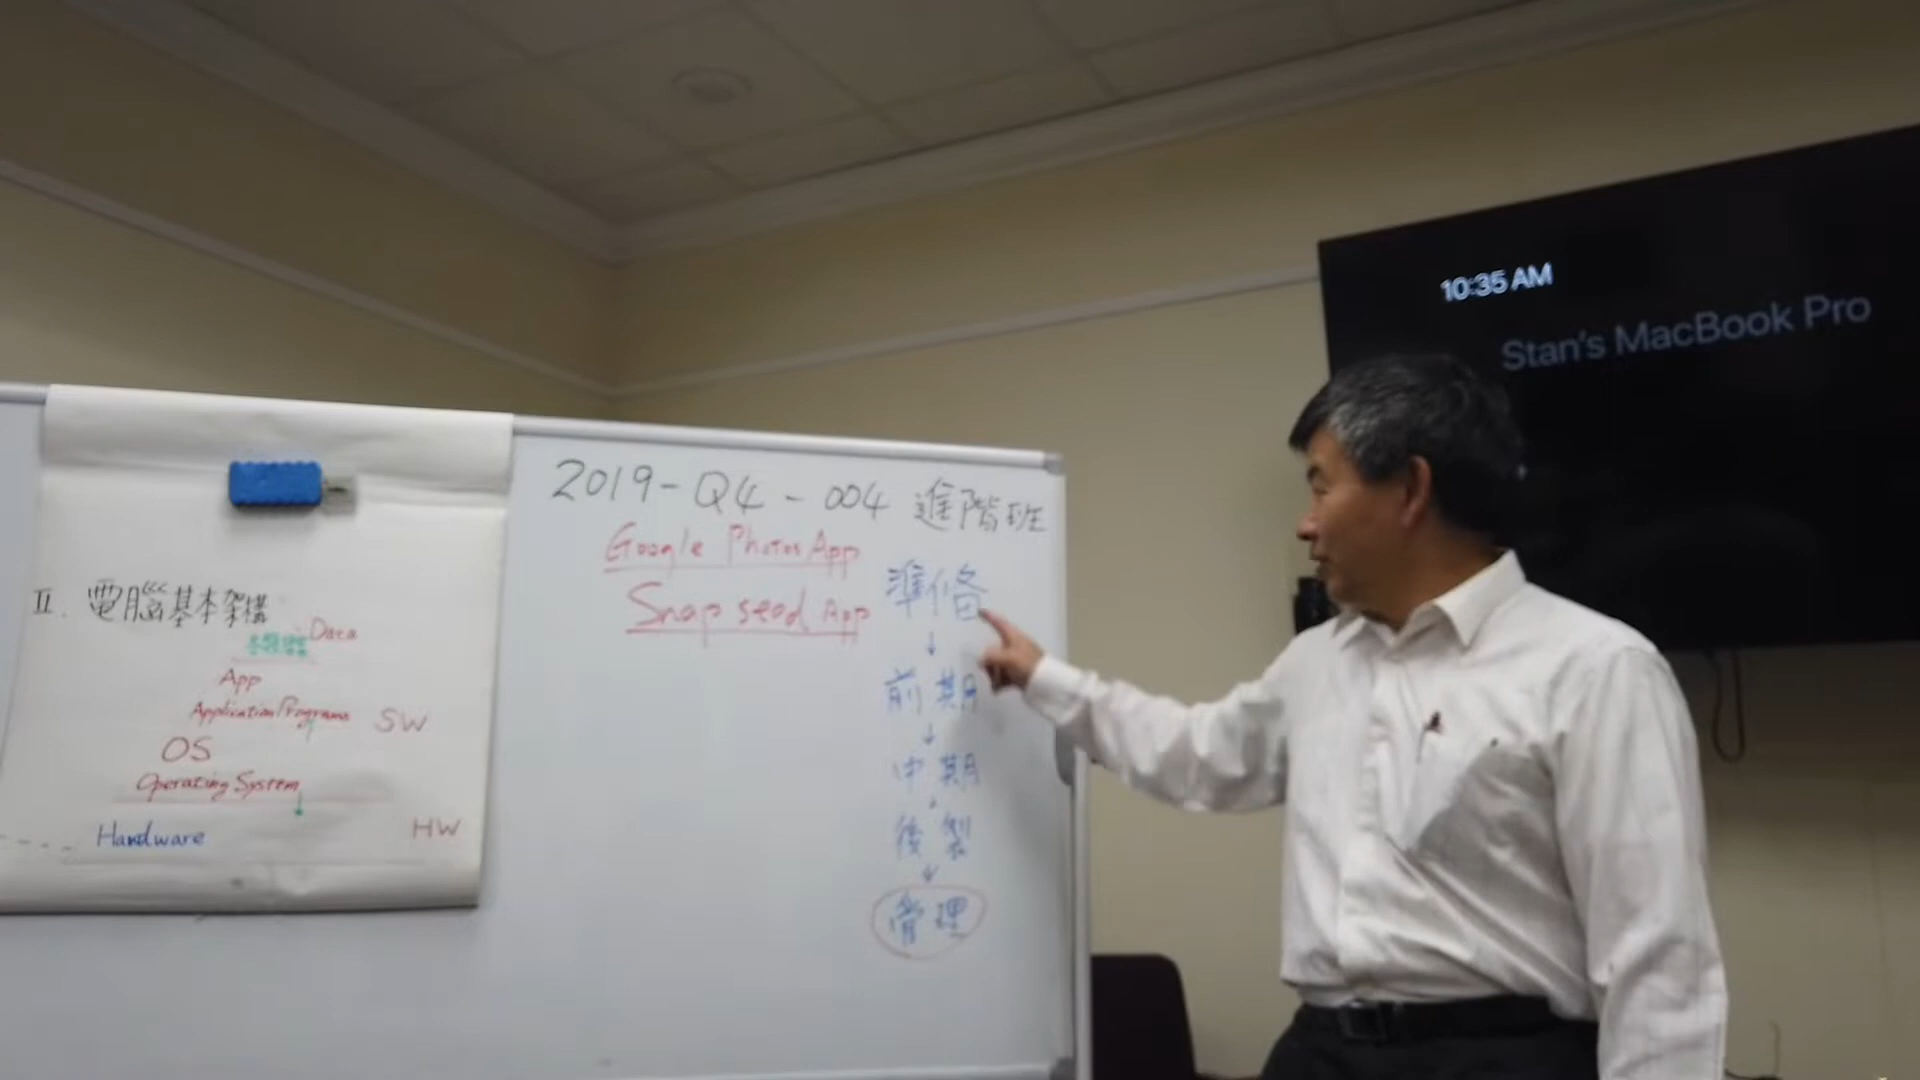 10:35 AM
Stan's MacBook Pro
2019-Q4-004 進階班
Google Photos App
Snap seed App
準備
↓
前期
↓
中期
↓
後製
↓
管理
II. 電腦基本架構
Data
App
Application Programs SW
OS
Operating System
Hardware HW